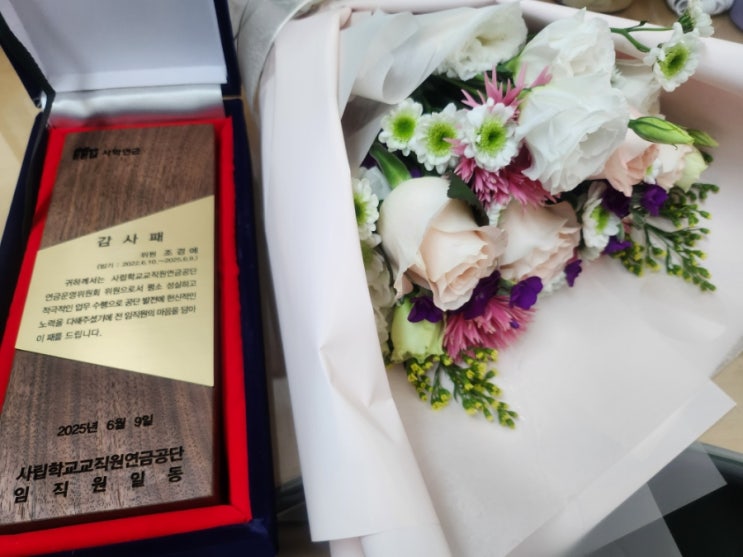 사학연금
감 사 패
위원 조경예
(임기 : 2022.6.10.~2025.6.9.)
귀하께서는 사립학교교직원연금공단
연금운영위원회 위원으로서 평소 성실하고
적극적인 업무 수행으로 공단 발전에 헌신적인
노력을 다해주셨기에 전 임직원의 마음을 담아
이 패를 드립니다.
2025년 6월 9일
사립학교교직원연금공단
임 직 원 일 동